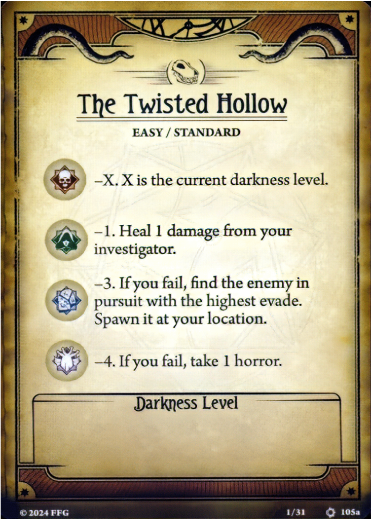 The Twisted Hollow
EASY / STANDARD
–X. X is the current darkness level.
–1. Heal 1 damage from your
investigator.
–3. If you fail, find the enemy in
pursuit with the highest evade.
Spawn it at your location.
–4. If you fail, take 1 horror.
Darkness Level
© 2024 FFG
1/31
105a